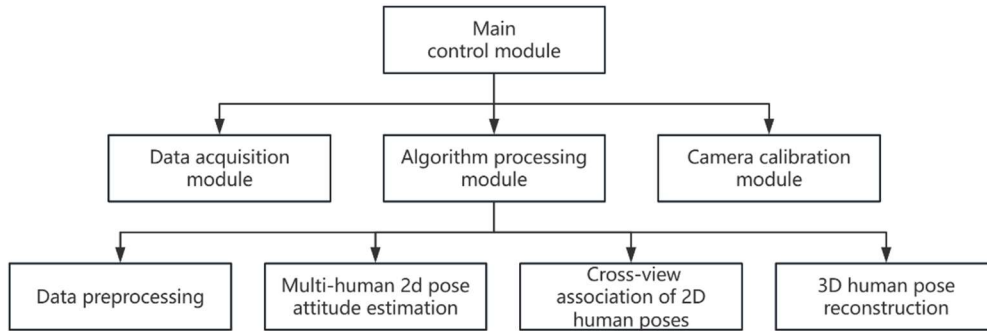 Main
control module
Data acquisition
module
Algorithm processing
module
Camera calibration
module
Data preprocessing
Multi-human 2d pose
attitude estimation
Cross-view
association of 2D
human poses
3D human pose
reconstruction